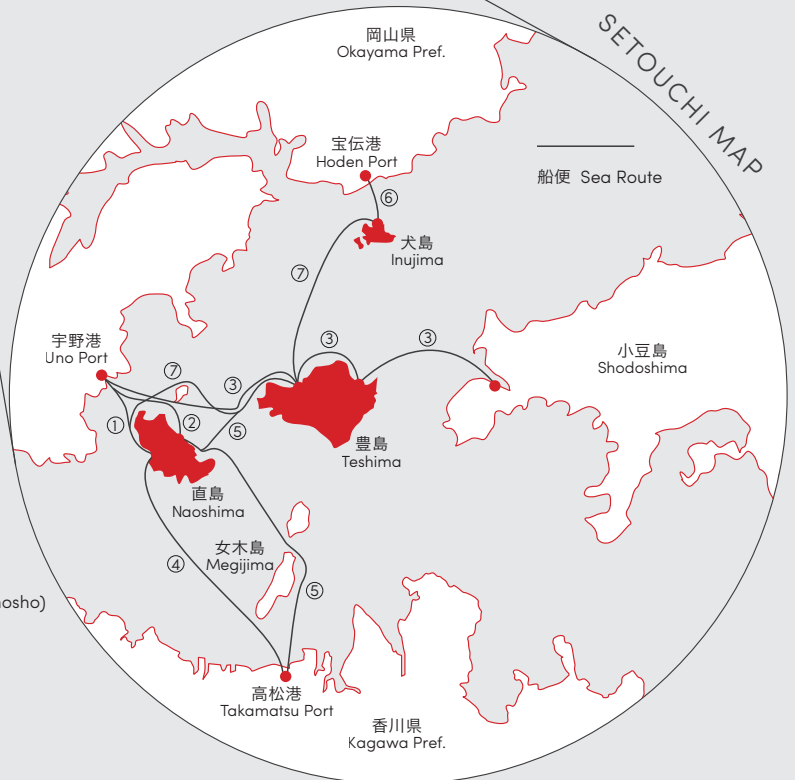 岡山県
Okayama Pref.
SETOUCHI MAP
宝伝港
Hoden Port
船便 Sea Route
⑥
犬島
Inujima
⑦
宇野港
Uno Port
③
③
小豆島
Shodoshima
⑦
③
①
②
⑤
豊島
Teshima
直島
Naoshima
女木島
Megijima
④
⑤
nosho)
高松港
Takamatsu Port
香川県
Kagawa Pref.